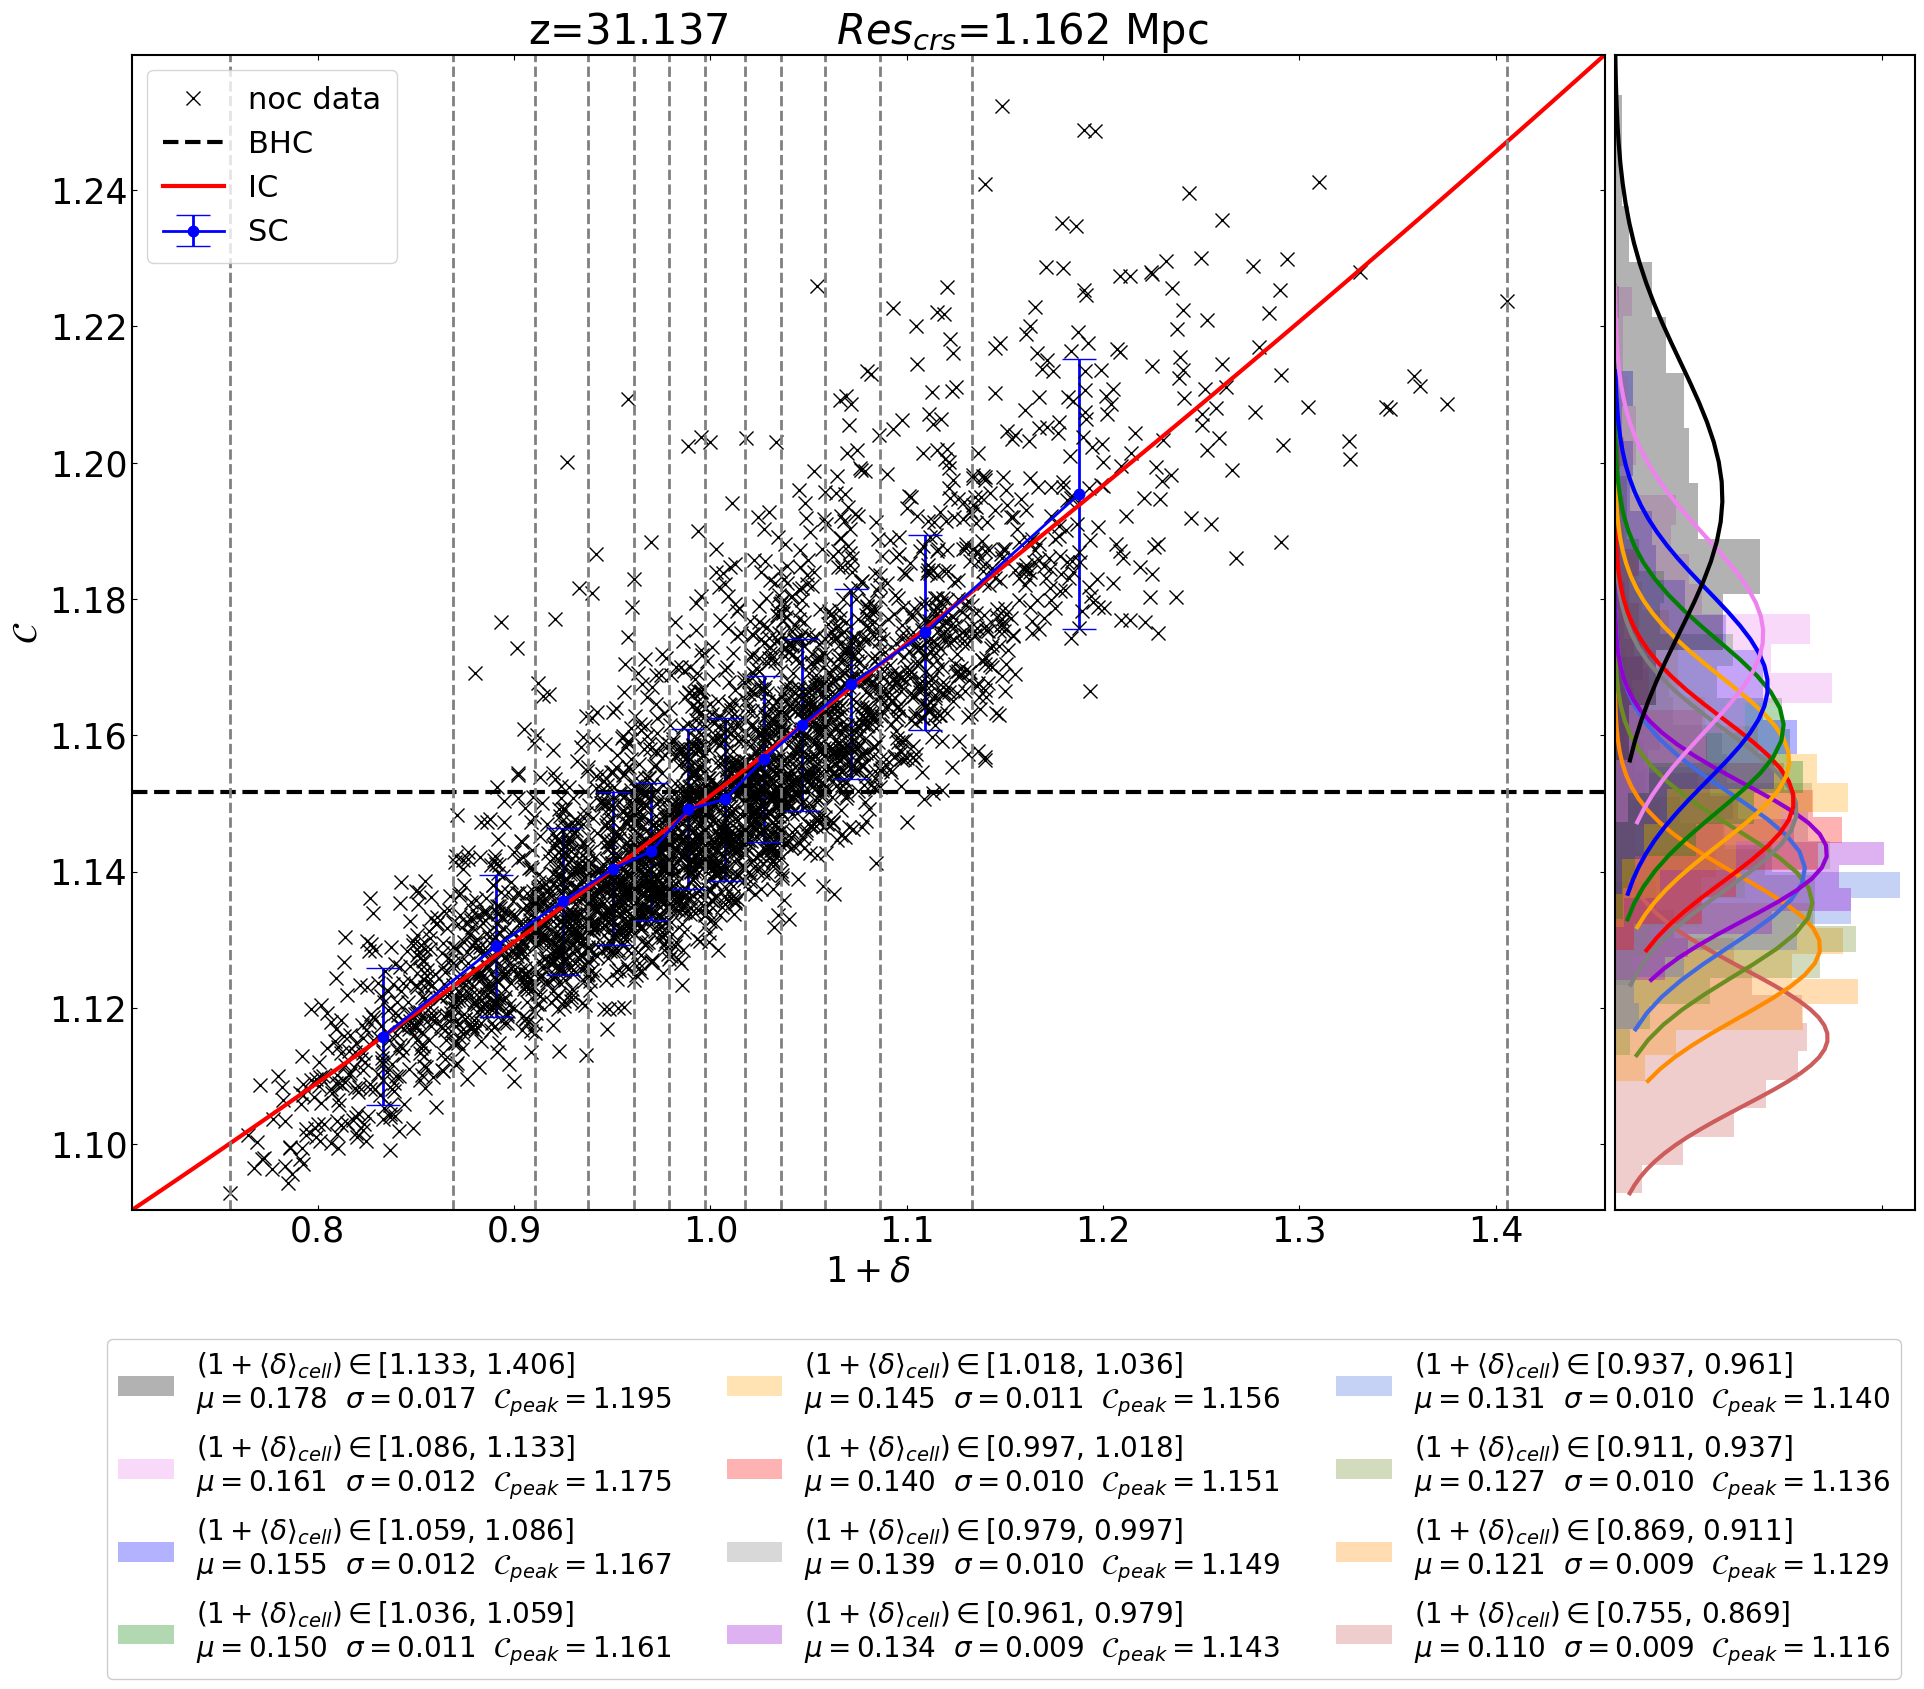 z=31.137 Res_crs=1.162 Mpc
noc data
BHC
IC
SC
1.24
1.22
1.20
1.18
1.16
1.14
1.12
1.10
𝒞
0.8 0.9 1.0 1.1 1.2 1.3 1.4
1 + δ
(1 + ⟨δ⟩_cell) ∈ [1.133, 1.406]
μ = 0.178 σ = 0.017 𝒞_peak = 1.195
(1 + ⟨δ⟩_cell) ∈ [1.086, 1.133]
μ = 0.161 σ = 0.012 𝒞_peak = 1.175
(1 + ⟨δ⟩_cell) ∈ [1.059, 1.086]
μ = 0.155 σ = 0.012 𝒞_peak = 1.167
(1 + ⟨δ⟩_cell) ∈ [1.036, 1.059]
μ = 0.150 σ = 0.011 𝒞_peak = 1.161
(1 + ⟨δ⟩_cell) ∈ [1.018, 1.036]
μ = 0.145 σ = 0.011 𝒞_peak = 1.156
(1 + ⟨δ⟩_cell) ∈ [0.997, 1.018]
μ = 0.140 σ = 0.010 𝒞_peak = 1.151
(1 + ⟨δ⟩_cell) ∈ [0.979, 0.997]
μ = 0.139 σ = 0.010 𝒞_peak = 1.149
(1 + ⟨δ⟩_cell) ∈ [0.961, 0.979]
μ = 0.134 σ = 0.009 𝒞_peak = 1.143
(1 + ⟨δ⟩_cell) ∈ [0.937, 0.961]
μ = 0.131 σ = 0.010 𝒞_peak = 1.140
(1 + ⟨δ⟩_cell) ∈ [0.911, 0.937]
μ = 0.127 σ = 0.010 𝒞_peak = 1.136
(1 + ⟨δ⟩_cell) ∈ [0.869, 0.911]
μ = 0.121 σ = 0.009 𝒞_peak = 1.129
(1 + ⟨δ⟩_cell) ∈ [0.755, 0.869]
μ = 0.110 σ = 0.009 𝒞_peak = 1.116